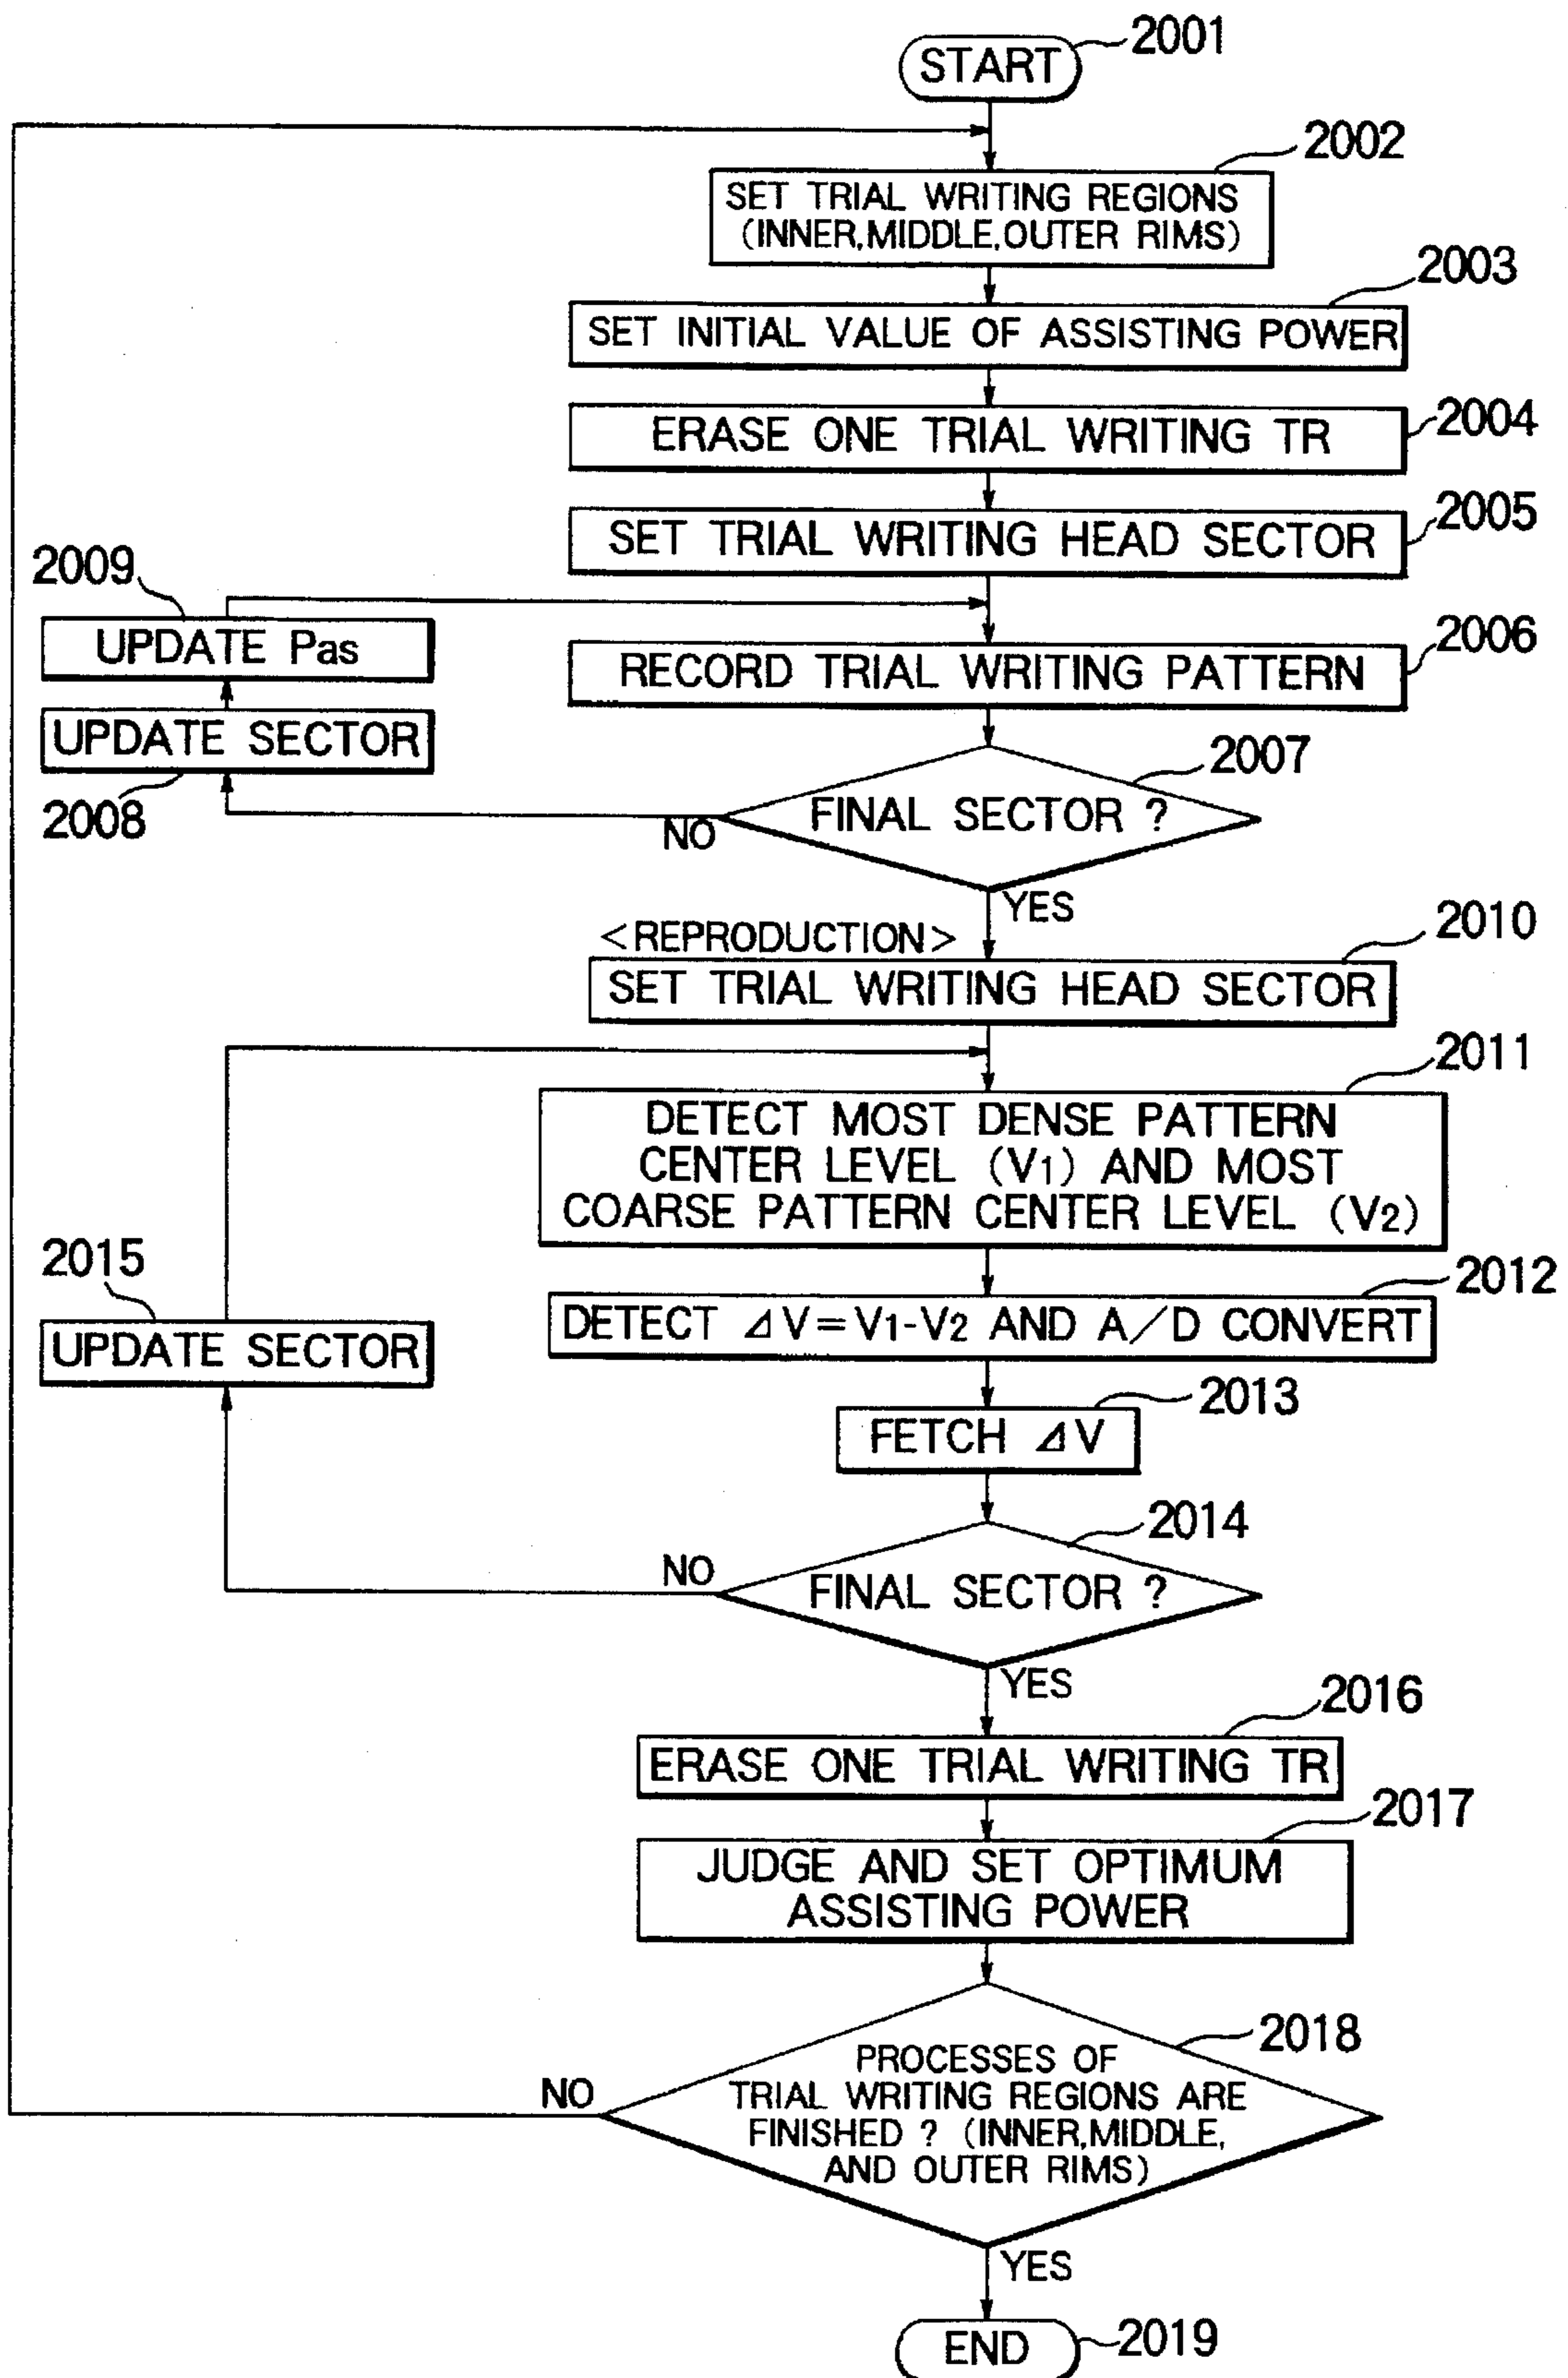 START
2001
2002
SET TRIAL WRITING REGIONS
(INNER,MIDDLE,OUTER RIMS)
2003
SET INITIAL VALUE OF ASSISTING POWER
2004
ERASE ONE TRIAL WRITING TR
2005
SET TRIAL WRITING HEAD SECTOR
2009
UPDATE Pas
2006
RECORD TRIAL WRITING PATTERN
UPDATE SECTOR
2008
2007
FINAL SECTOR ?
NO
YES
<REPRODUCTION>
2010
SET TRIAL WRITING HEAD SECTOR
2011
DETECT MOST DENSE PATTERN
CENTER LEVEL (V1) AND MOST
COARSE PATTERN CENTER LEVEL (V2)
2015
UPDATE SECTOR
2012
DETECT ⊿V=V1-V2 AND A/D CONVERT
2013
FETCH ⊿V
2014
FINAL SECTOR ?
NO
YES
2016
ERASE ONE TRIAL WRITING TR
2017
JUDGE AND SET OPTIMUM
ASSISTING POWER
2018
PROCESSES OF
TRIAL WRITING REGIONS ARE
FINISHED ? (INNER,MIDDLE,
AND OUTER RIMS)
NO
YES
END
2019